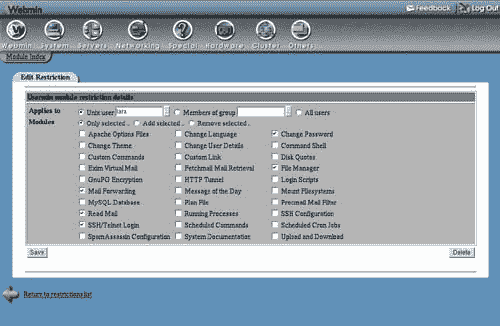 Webmin
Feedback Log Out
Webmin System Servers Networking Special Hardware Cluster Others
Module Index
Edit Restriction
Usermin module restriction details
Applies to Unix user tara Members of group All users
Modules Only selected .. Add selected .. Remove selected ..
Apache Options Files Change Language Change Password
Change Theme Change User Details Command Shell
Custom Commands Custom Link Disk Quotas
Exim Virtual Mail Fetchmail Mail Retrieval File Manager
GnuPG Encryption HTTP Tunnel Login Scripts
Mail Forwarding Message of the Day Mount Filesystems
MySQL Database Plan File Procmail Mail Filter
Read Mail Running Processes SSH Configuration
SSH/Telnet Login Scheduled Commands Scheduled Cron Jobs
SpamAssassin Configuration System Documentation Upload and Download
Save Delete
Return to restrictions list